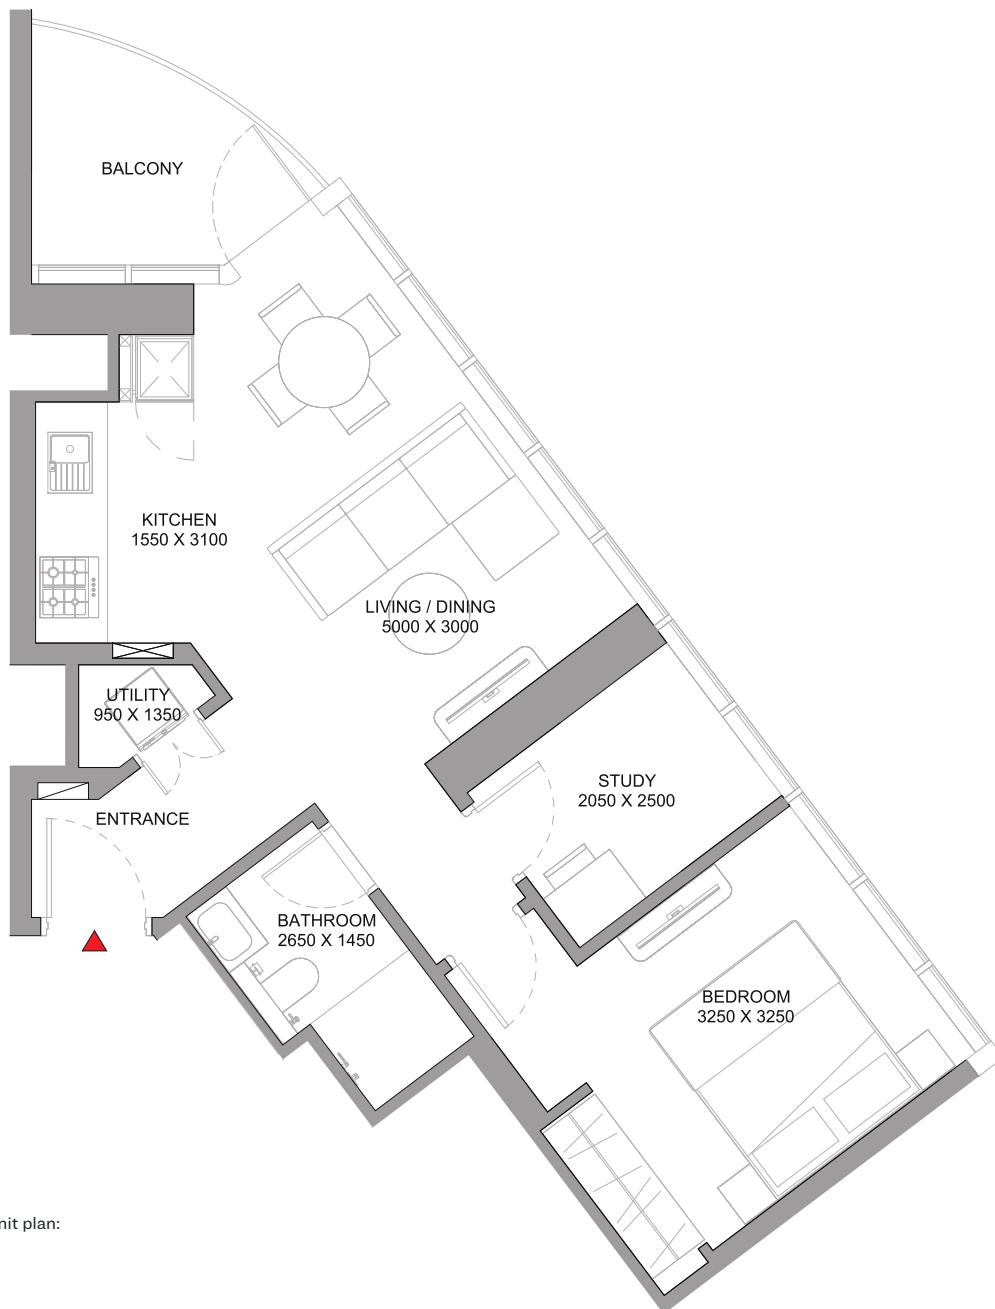 BALCONY
KITCHEN
1550 X 3100
LIVING / DINING
5000 X 3000
UTILITY
950 X 1350
STUDY
2050 X 2500
ENTRANCE
BATHROOM
2650 X 1450
BEDROOM
3250 X 3250
nit plan: